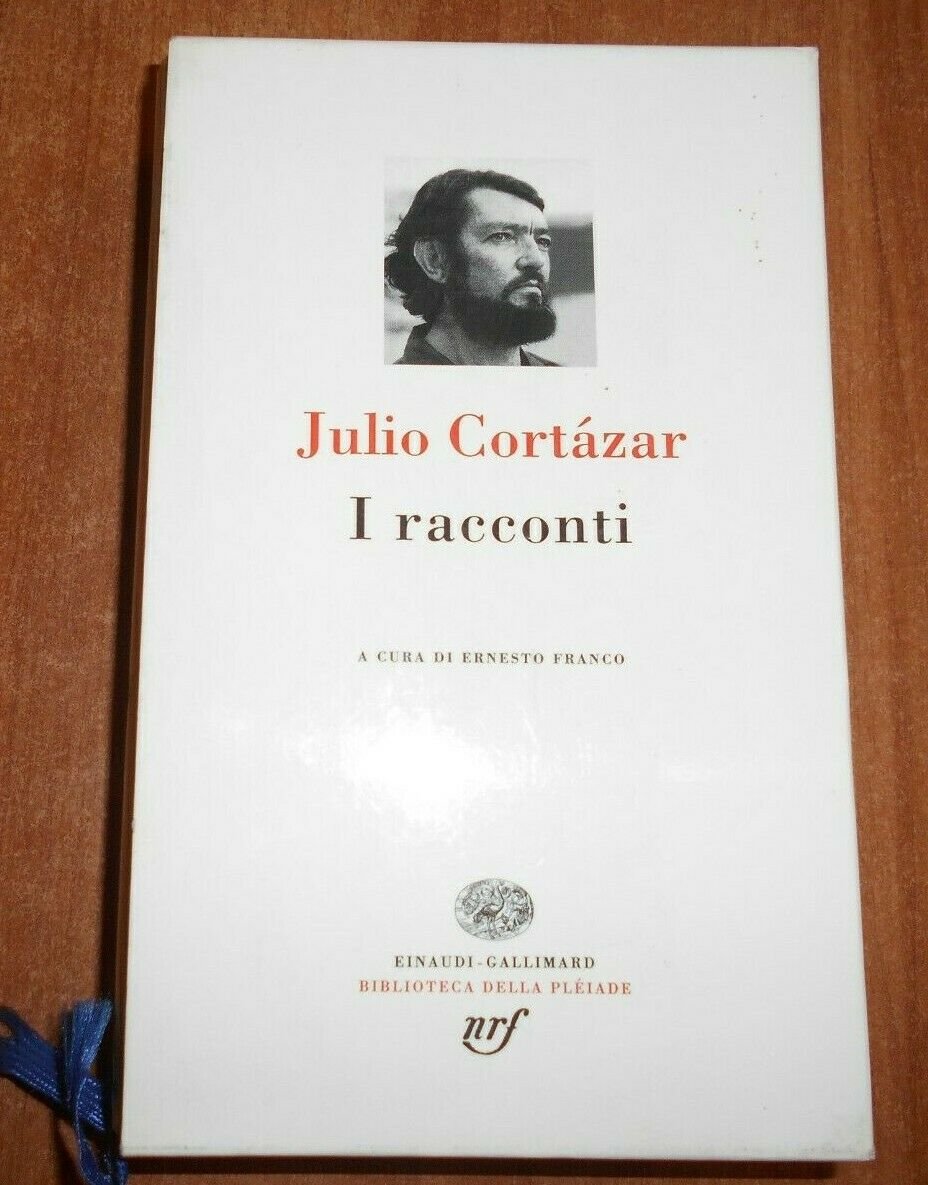 Julio Cortázar
I racconti
A CURA DI ERNESTO FRANCO
EINAUDI-GALLIMARD
BIBLIOTECA DELLA PLÉIADE
nrf